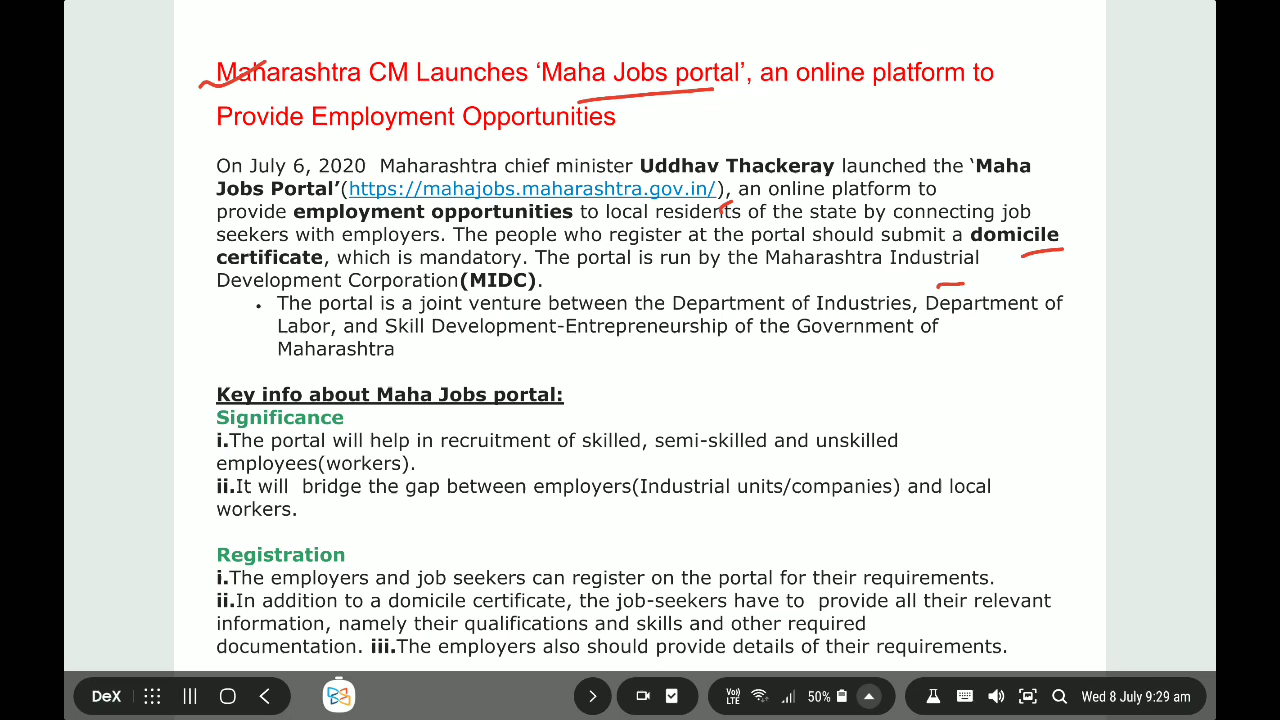 Maharashtra CM Launches ‘Maha Jobs portal’, an online platform to
Provide Employment Opportunities
On July 6, 2020 Maharashtra chief minister Uddhav Thackeray launched the ‘Maha
Jobs Portal’(https://mahajobs.maharashtra.gov.in/), an online platform to
provide employment opportunities to local residents of the state by connecting job
seekers with employers. The people who register at the portal should submit a domicile
certificate, which is mandatory. The portal is run by the Maharashtra Industrial
Development Corporation(MIDC).
• The portal is a joint venture between the Department of Industries, Department of
Labor, and Skill Development-Entrepreneurship of the Government of
Maharashtra
Key info about Maha Jobs portal:
Significance
i.The portal will help in recruitment of skilled, semi-skilled and unskilled
employees(workers).
ii.It will bridge the gap between employers(Industrial units/companies) and local
workers.
Registration
i.The employers and job seekers can register on the portal for their requirements.
ii.In addition to a domicile certificate, the job-seekers have to provide all their relevant
information, namely their qualifications and skills and other required
documentation. iii.The employers also should provide details of their requirements.
DeX Vo) LTE 50% Wed 8 July 9:29 am